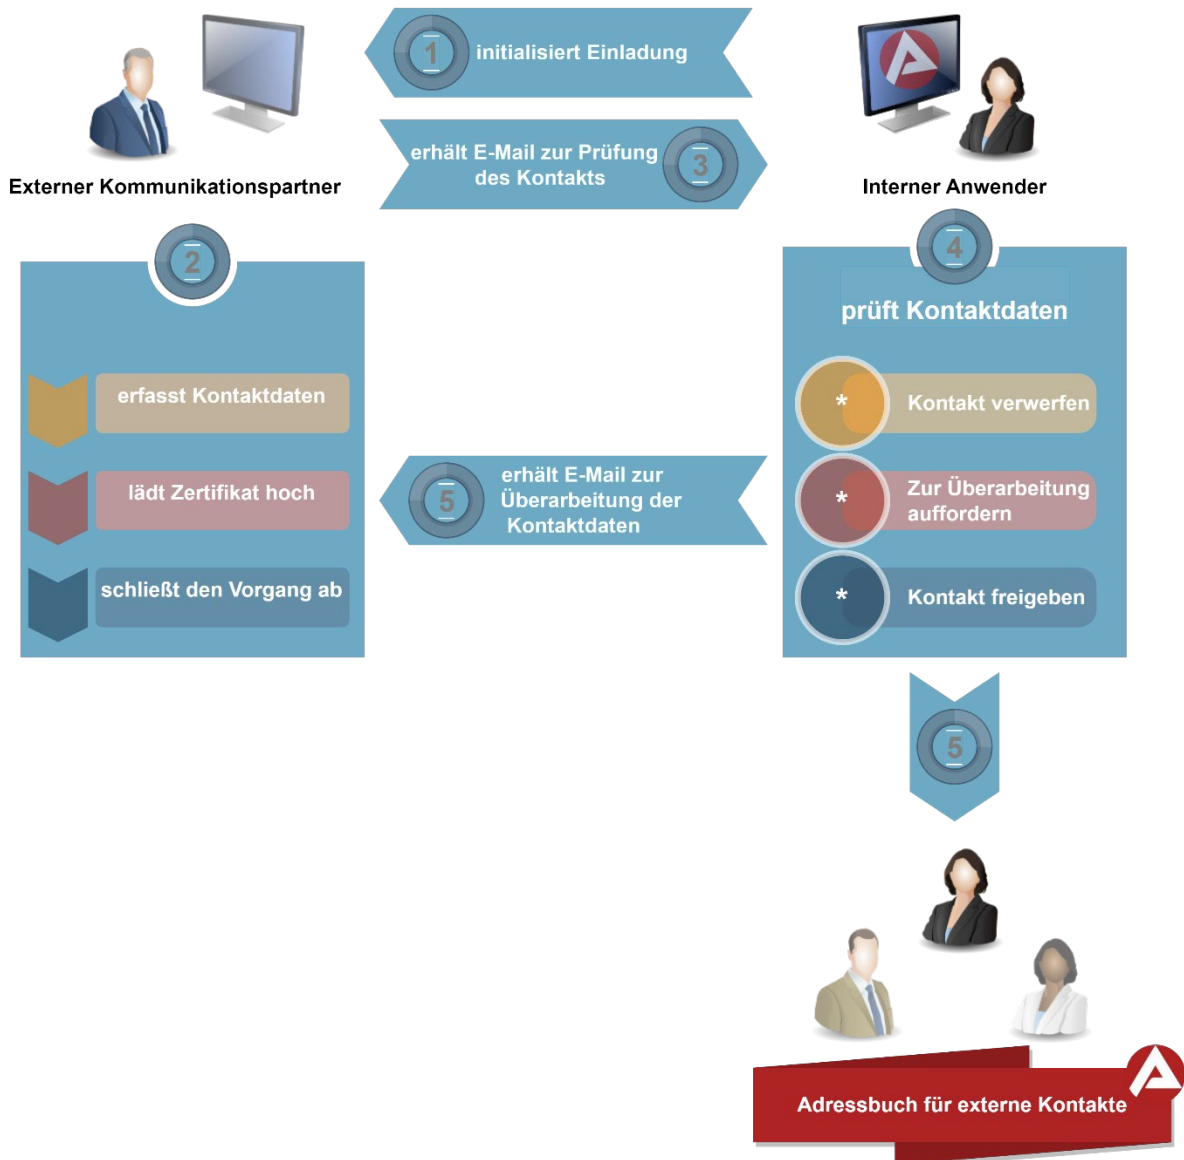 1
initialisiert Einladung
erhält E-Mail zur Prüfung
des Kontakts
3
Externer Kommunikationspartner
Interner Anwender
2
erfasst Kontaktdaten
lädt Zertifikat hoch
schließt den Vorgang ab
4
prüft Kontaktdaten
* Kontakt verwerfen
* Zur Überarbeitung
auffordern
* Kontakt freigeben
5
erhält E-Mail zur
Überarbeitung der
Kontaktdaten
5
Adressbuch für externe Kontakte